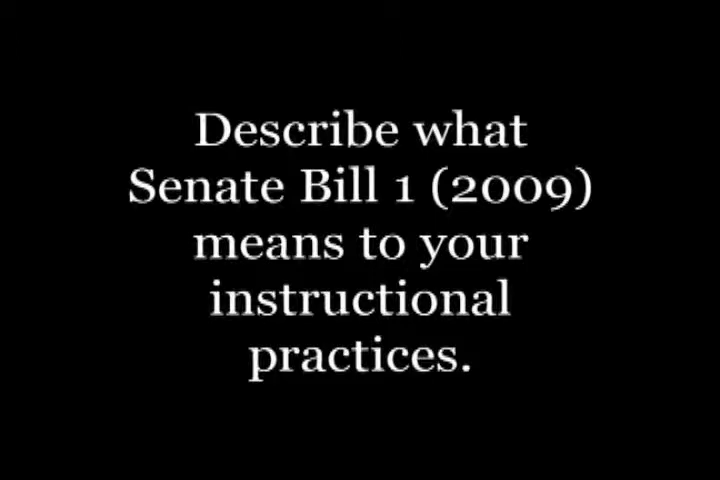 Describe what
Senate Bill 1 (2009)
means to your
instructional
practices.